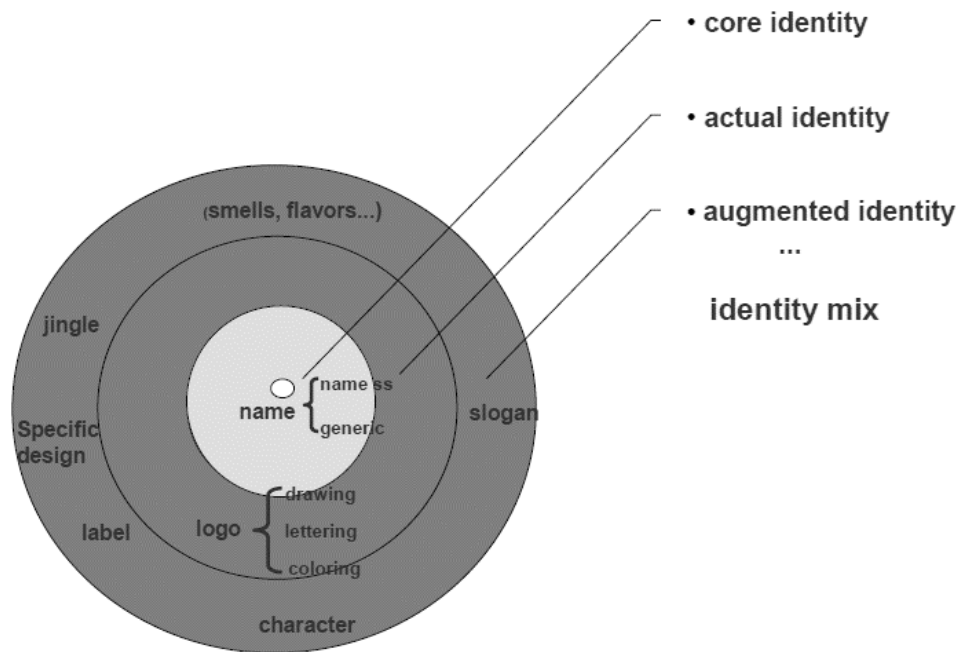 • core identity
• actual identity
• augmented identity
...
identity mix
(smells, flavors...)
jingle
name ss
name
generic
slogan
Specific
design
drawing
label
logo
lettering
coloring
character